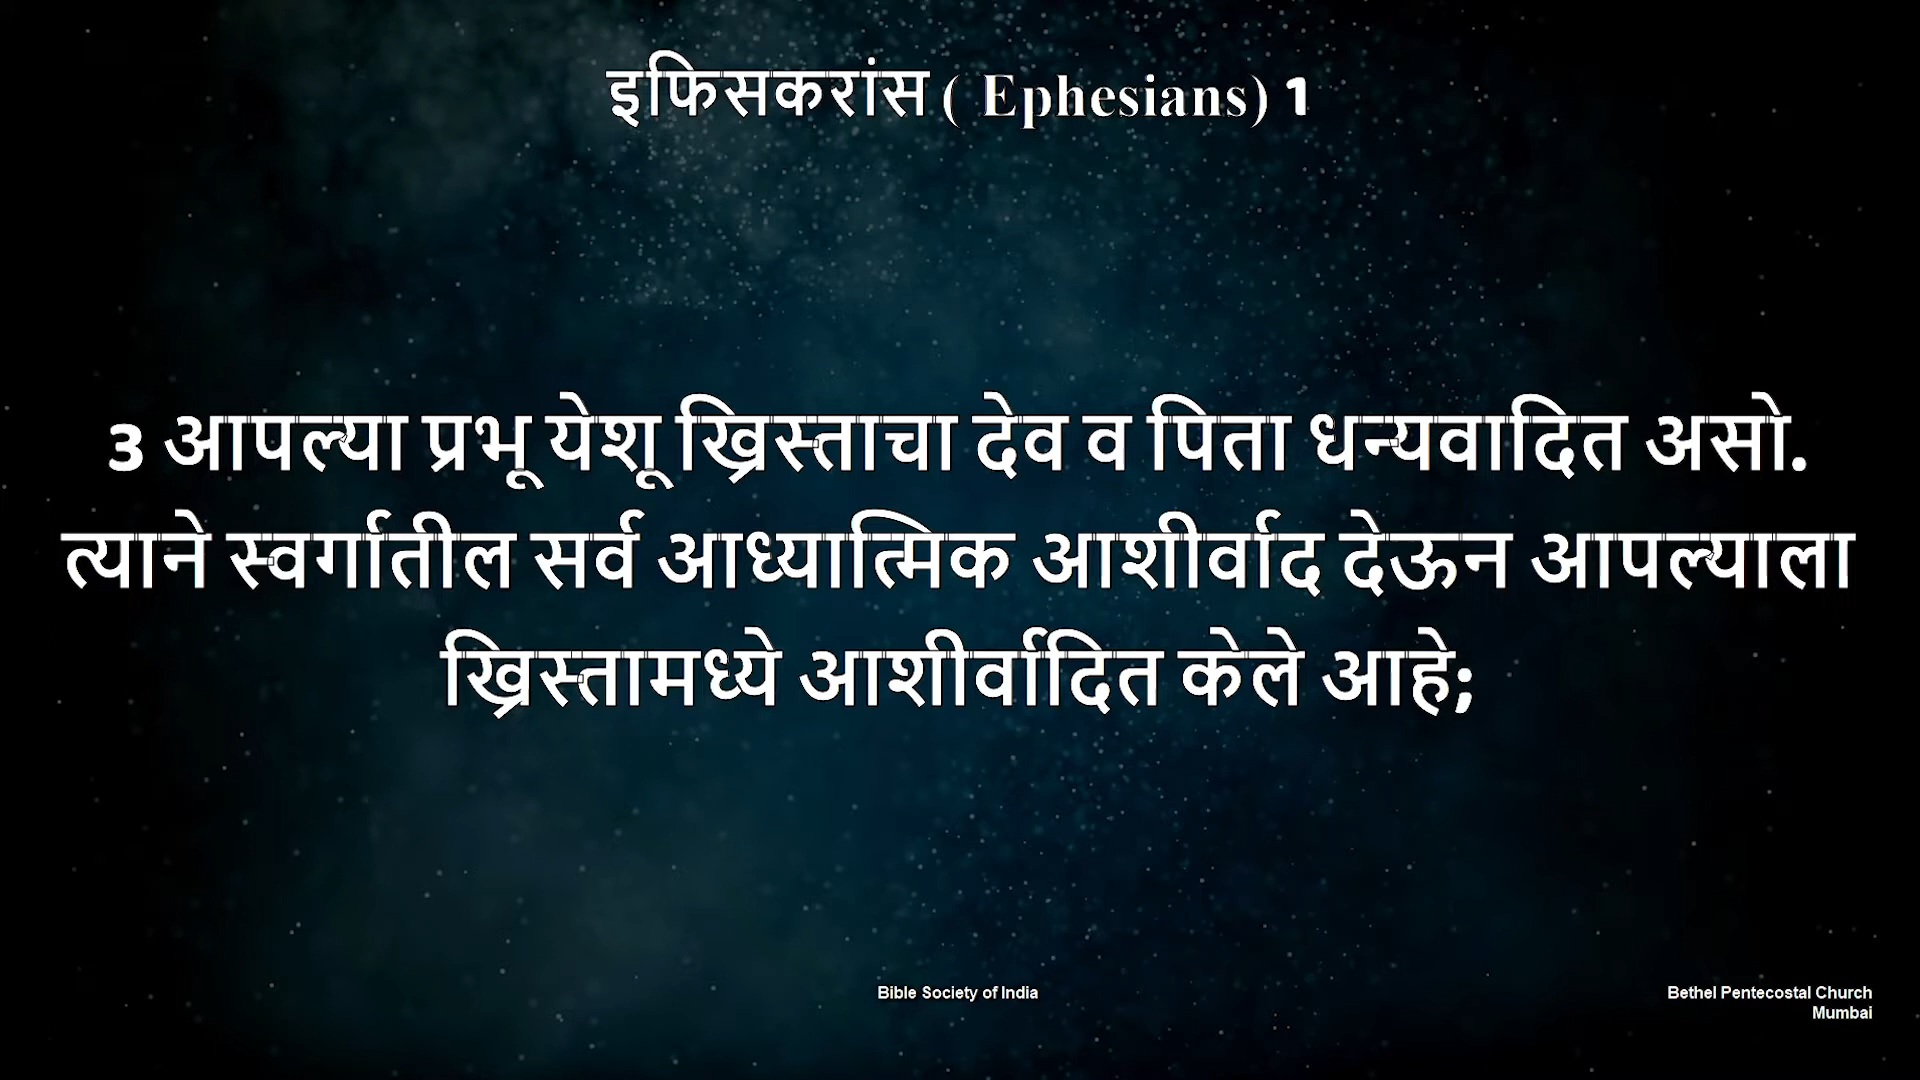 इफिसकरांस ( Ephesians) 1
3 आपल्या प्रभू येशू ख्रिस्ताचा देव व पिता धन्यवादित असो.
त्याने स्वर्गातील सर्व आध्यात्मिक आशीर्वाद देऊन आपल्याला
ख्रिस्तामध्ये आशीर्वादित केले आहे;
Bible Society of India
Bethel Pentecostal Church
Mumbai